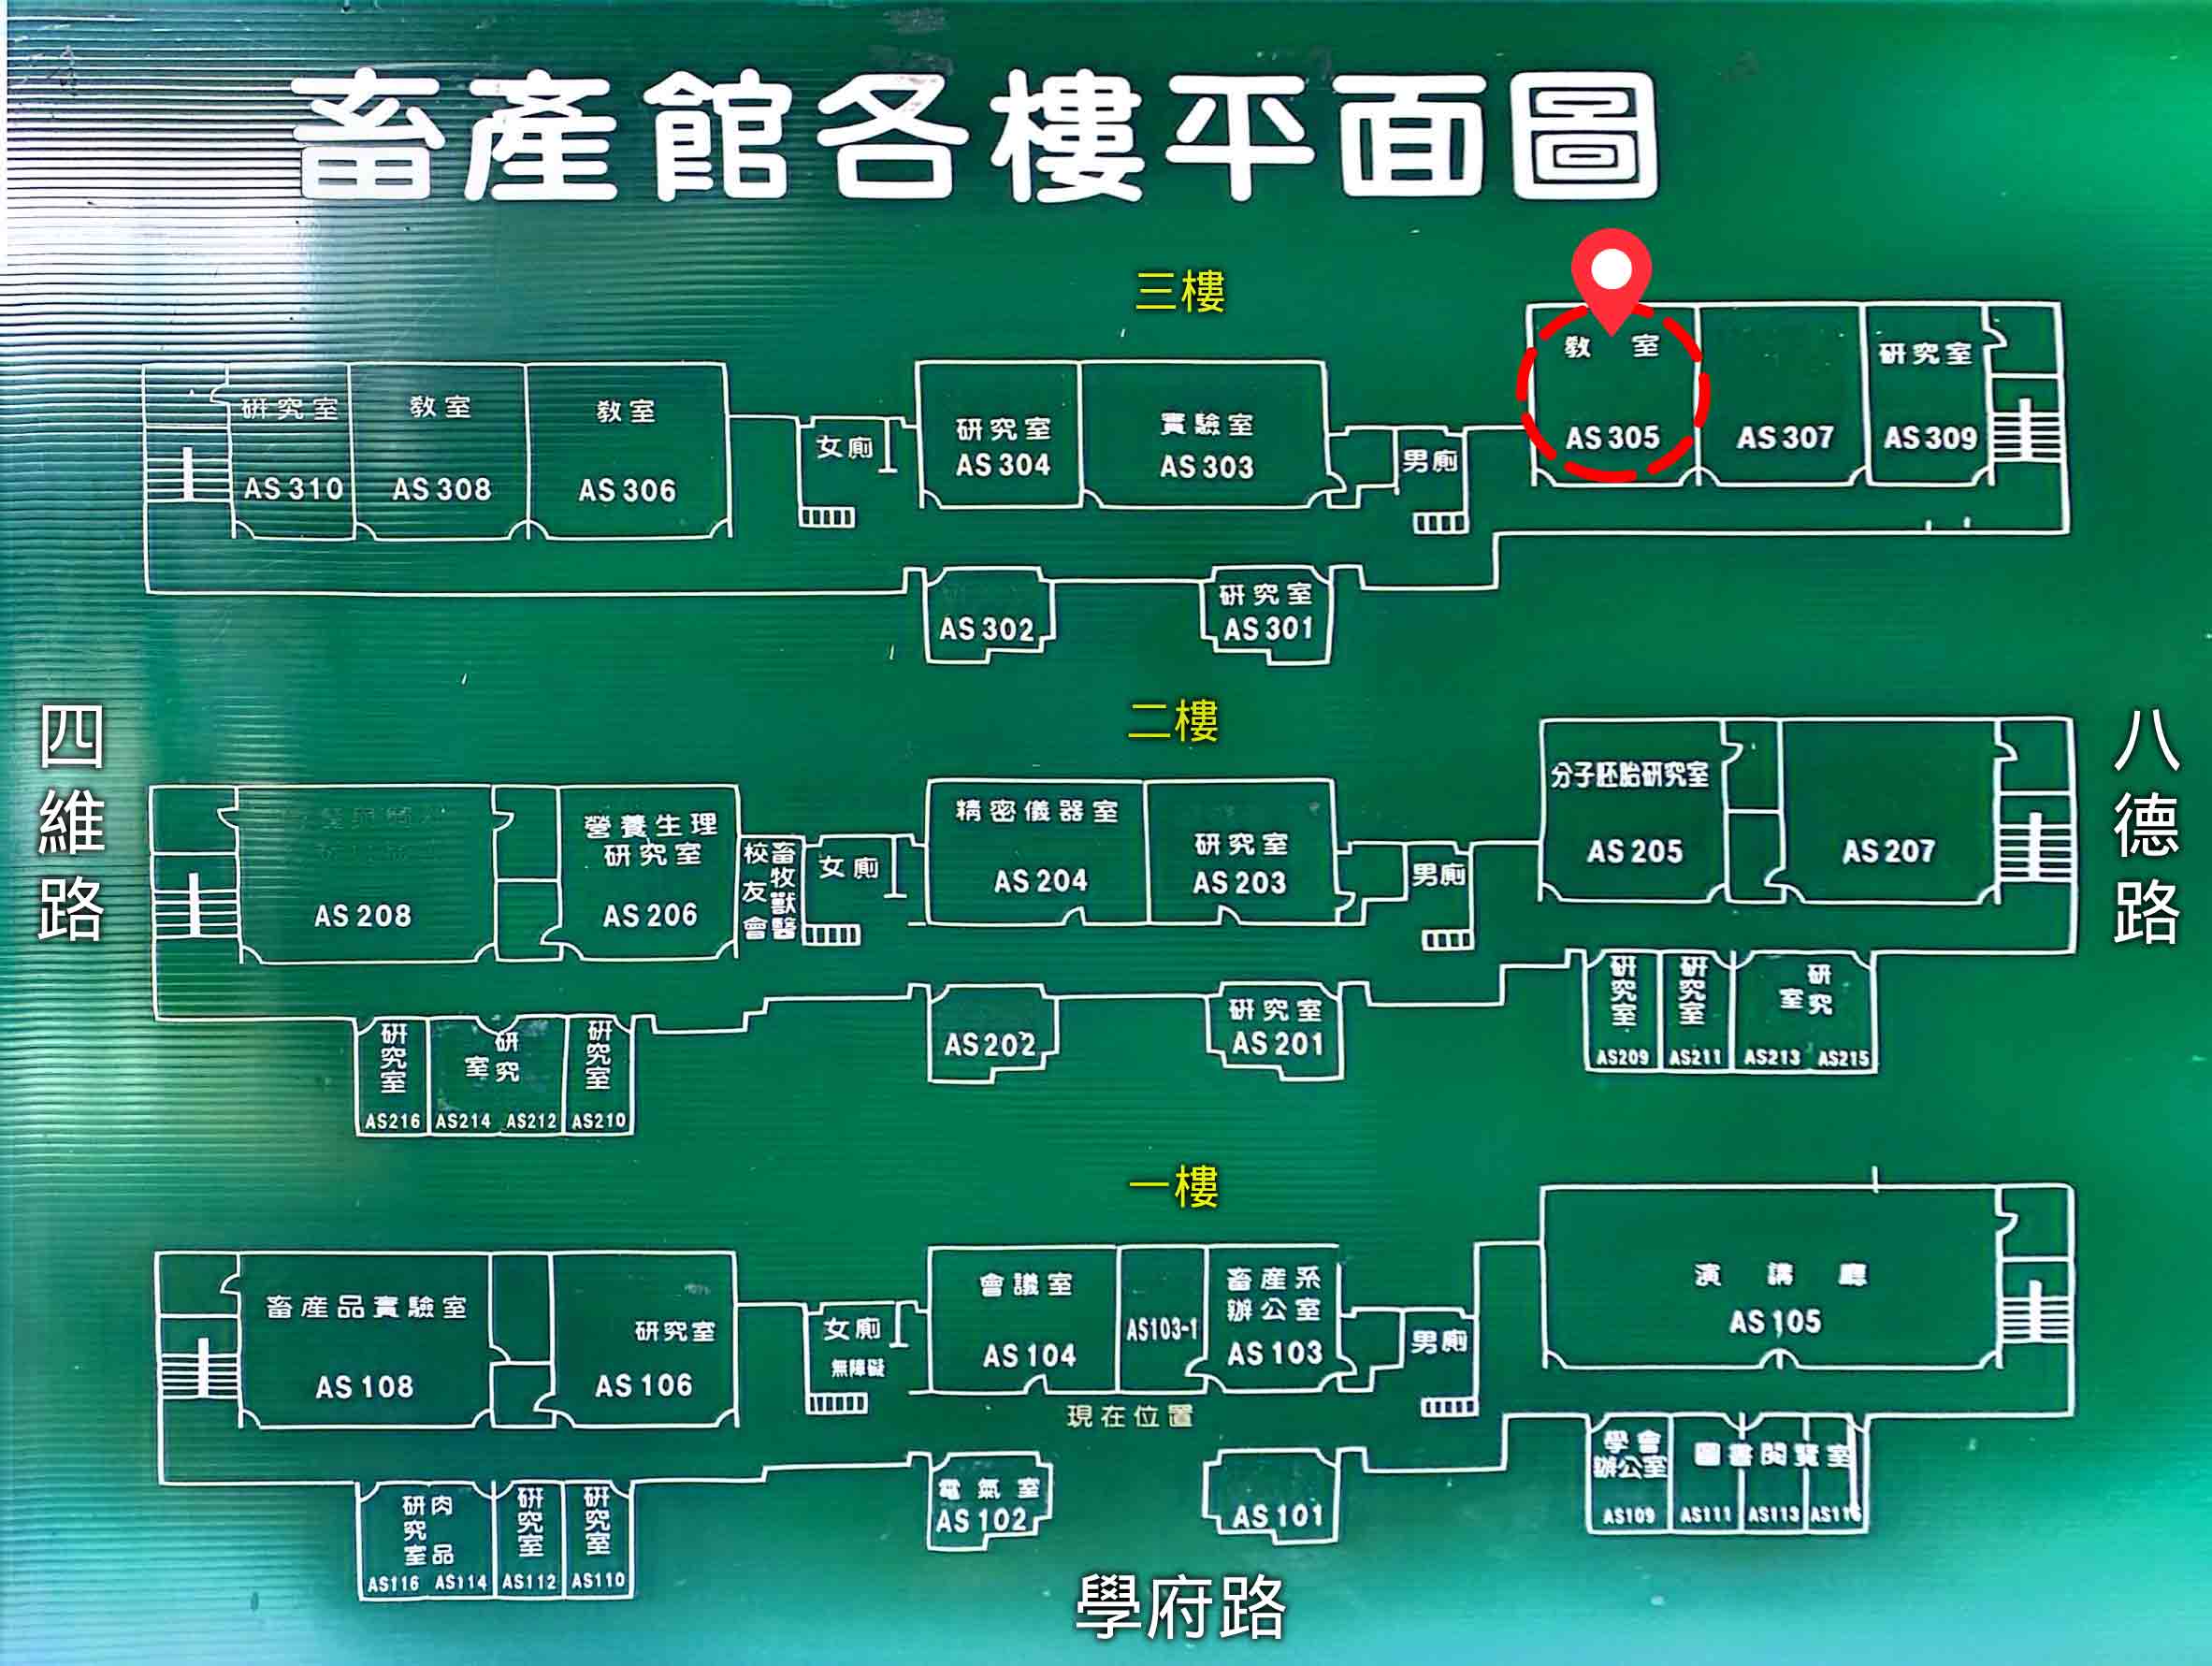 畜產館各樓平面圖
三樓
研究室
AS 310
教室
AS 308
教室
AS 306
女廁
研究室
AS 304
實驗室
AS 303
男廁
教室
AS 305
AS 307
研究室
AS 309
AS 302
研究室
AS 301
四維路
八德路
二樓
AS 208
營養生理
研究室
AS 206
畜牧獸醫
校友會
女廁
精密儀器室
AS 204
研究室
AS 203
男廁
分子胚胎研究室
AS 205
AS 207
研究室
AS216
研究室
AS214 AS212
研究室
AS210
AS 202
研究室
AS 201
研究室
AS209
研究室
AS211
研究室
AS213 AS215
一樓
畜產品實驗室
AS 108
研究室
AS 106
女廁
無障礙
會議室
AS 104
AS103-1
畜產系
辦公室
AS 103
男廁
演講廳
AS 105
現在位置
肉品
研究室
AS116 AS114
研究室
AS112
研究室
AS110
電氣室
AS 102
AS 101
學會
辦公室
AS109
圖書閱覽室
AS111 AS113
學府路